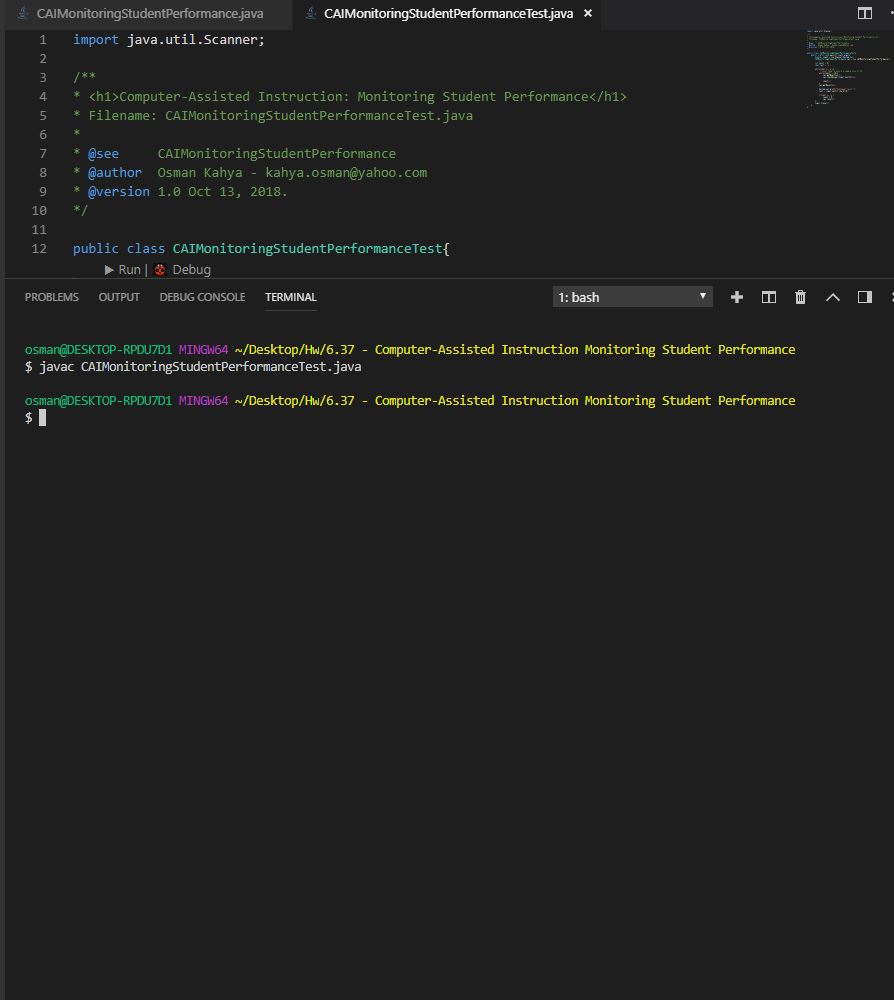 CAIMonitoringStudentPerformance.java CAIMonitoringStudentPerformanceTest.java ×
1 import java.util.Scanner;
2
3 /**
4 * <h1>Computer-Assisted Instruction: Monitoring Student Performance</h1>
5 * Filename: CAIMonitoringStudentPerformanceTest.java
6 *
7 * @see     CAIMonitoringStudentPerformance
8 * @author  Osman Kahya - kahya.osman@yahoo.com
9 * @version 1.0 Oct 13, 2018.
10 */
11
12 public class CAIMonitoringStudentPerformanceTest{
Run | Debug
PROBLEMS OUTPUT DEBUG CONSOLE TERMINAL 1: bash
osman@DESKTOP-RPDU7D1 MINGW64 ~/Desktop/Hw/6.37 - Computer-Assisted Instruction Monitoring Student Performance
$ javac CAIMonitoringStudentPerformanceTest.java
osman@DESKTOP-RPDU7D1 MINGW64 ~/Desktop/Hw/6.37 - Computer-Assisted Instruction Monitoring Student Performance
$